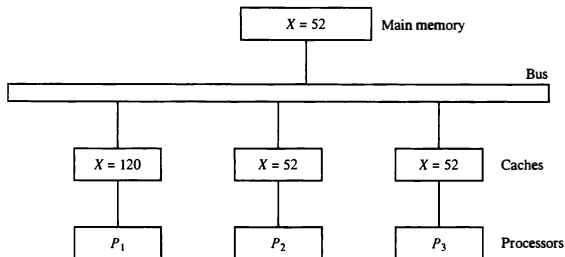 X = 52 Main memory
Bus
X = 120 X = 52 X = 52 Caches
P₁ P₂ P₃ Processors